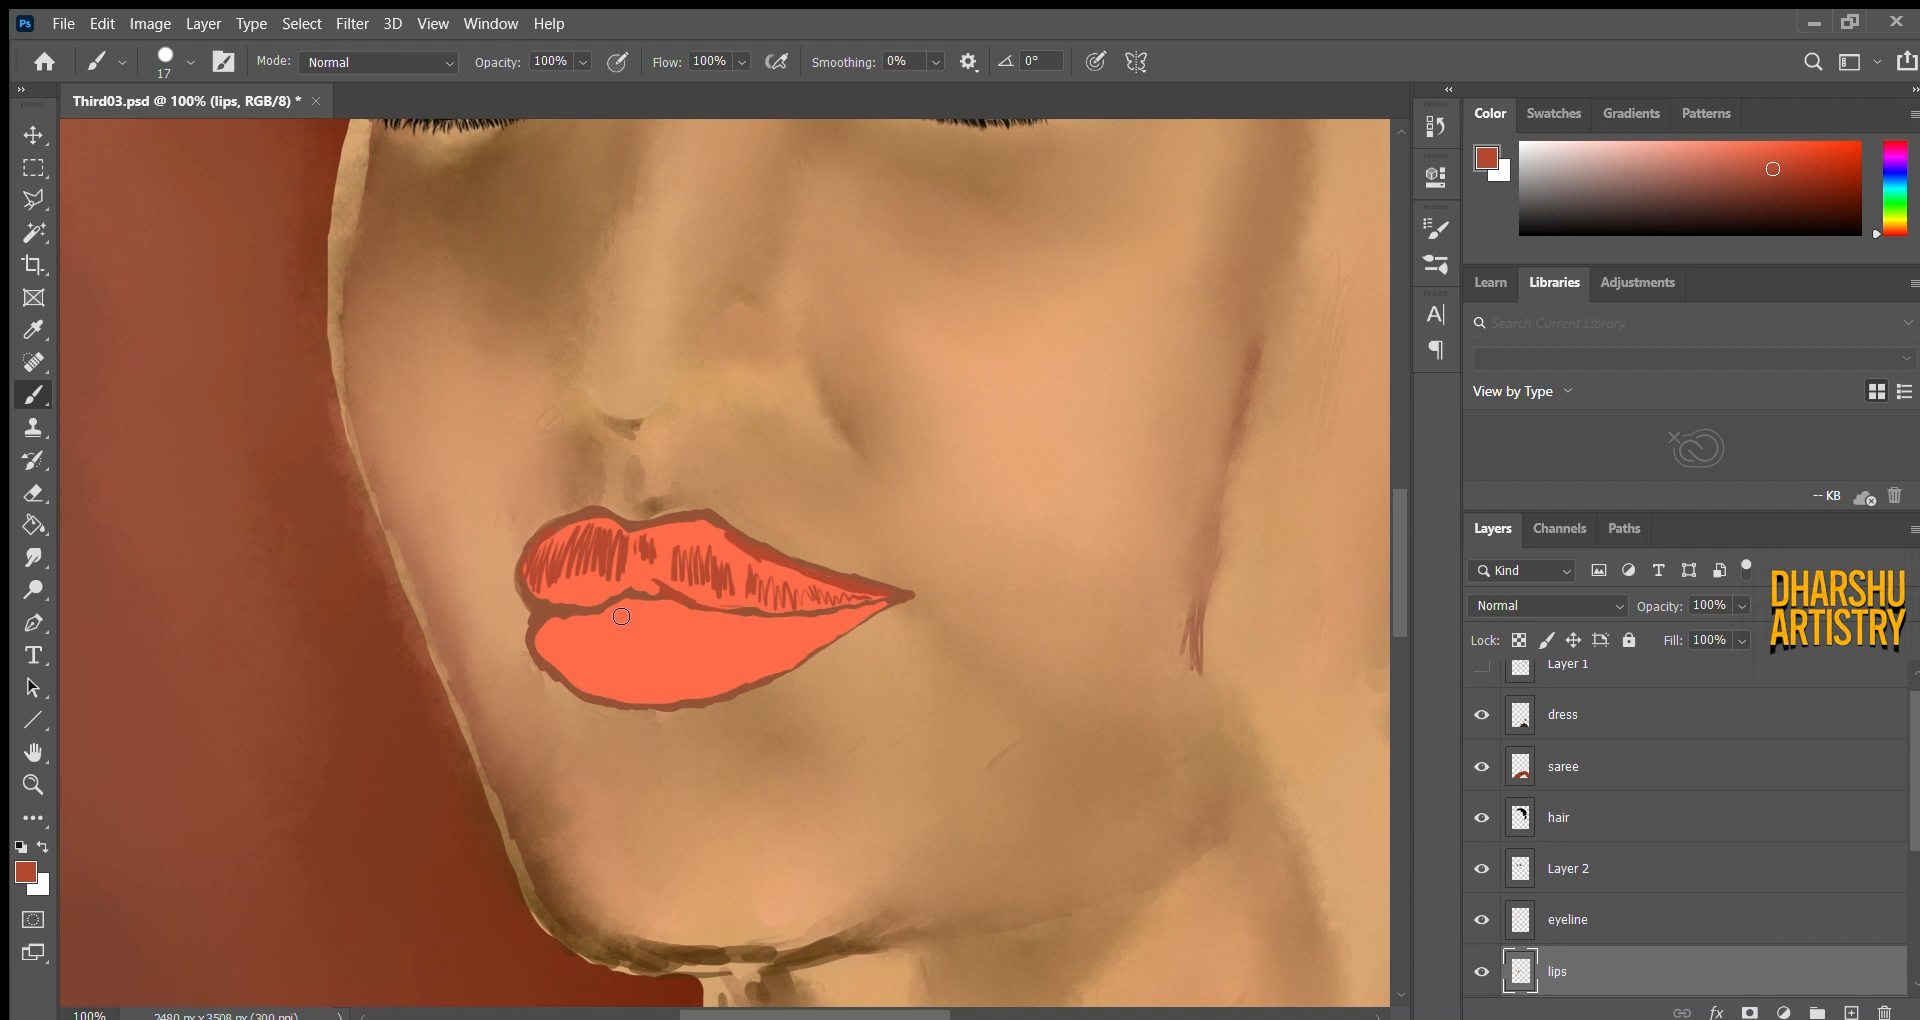 Ps File Edit Image Layer Type Select Filter 3D View Window Help
17 Mode: Normal Opacity: 100% Flow: 100% Smoothing: 0% 0°
Third03.psd @ 100% (lips, RGB/8) *
Color Swatches Gradients Patterns
Learn Libraries Adjustments
Search Current Library
View by Type
-- KB
Layers Channels Paths
Kind
Normal Opacity: 100%
Lock: Fill: 100%
DHARSHU
ARTISTRY
Layer 1
dress
saree
hair
Layer 2
eyeline
lips
fx
100% 2480 px x 3508 px (300 ppi)